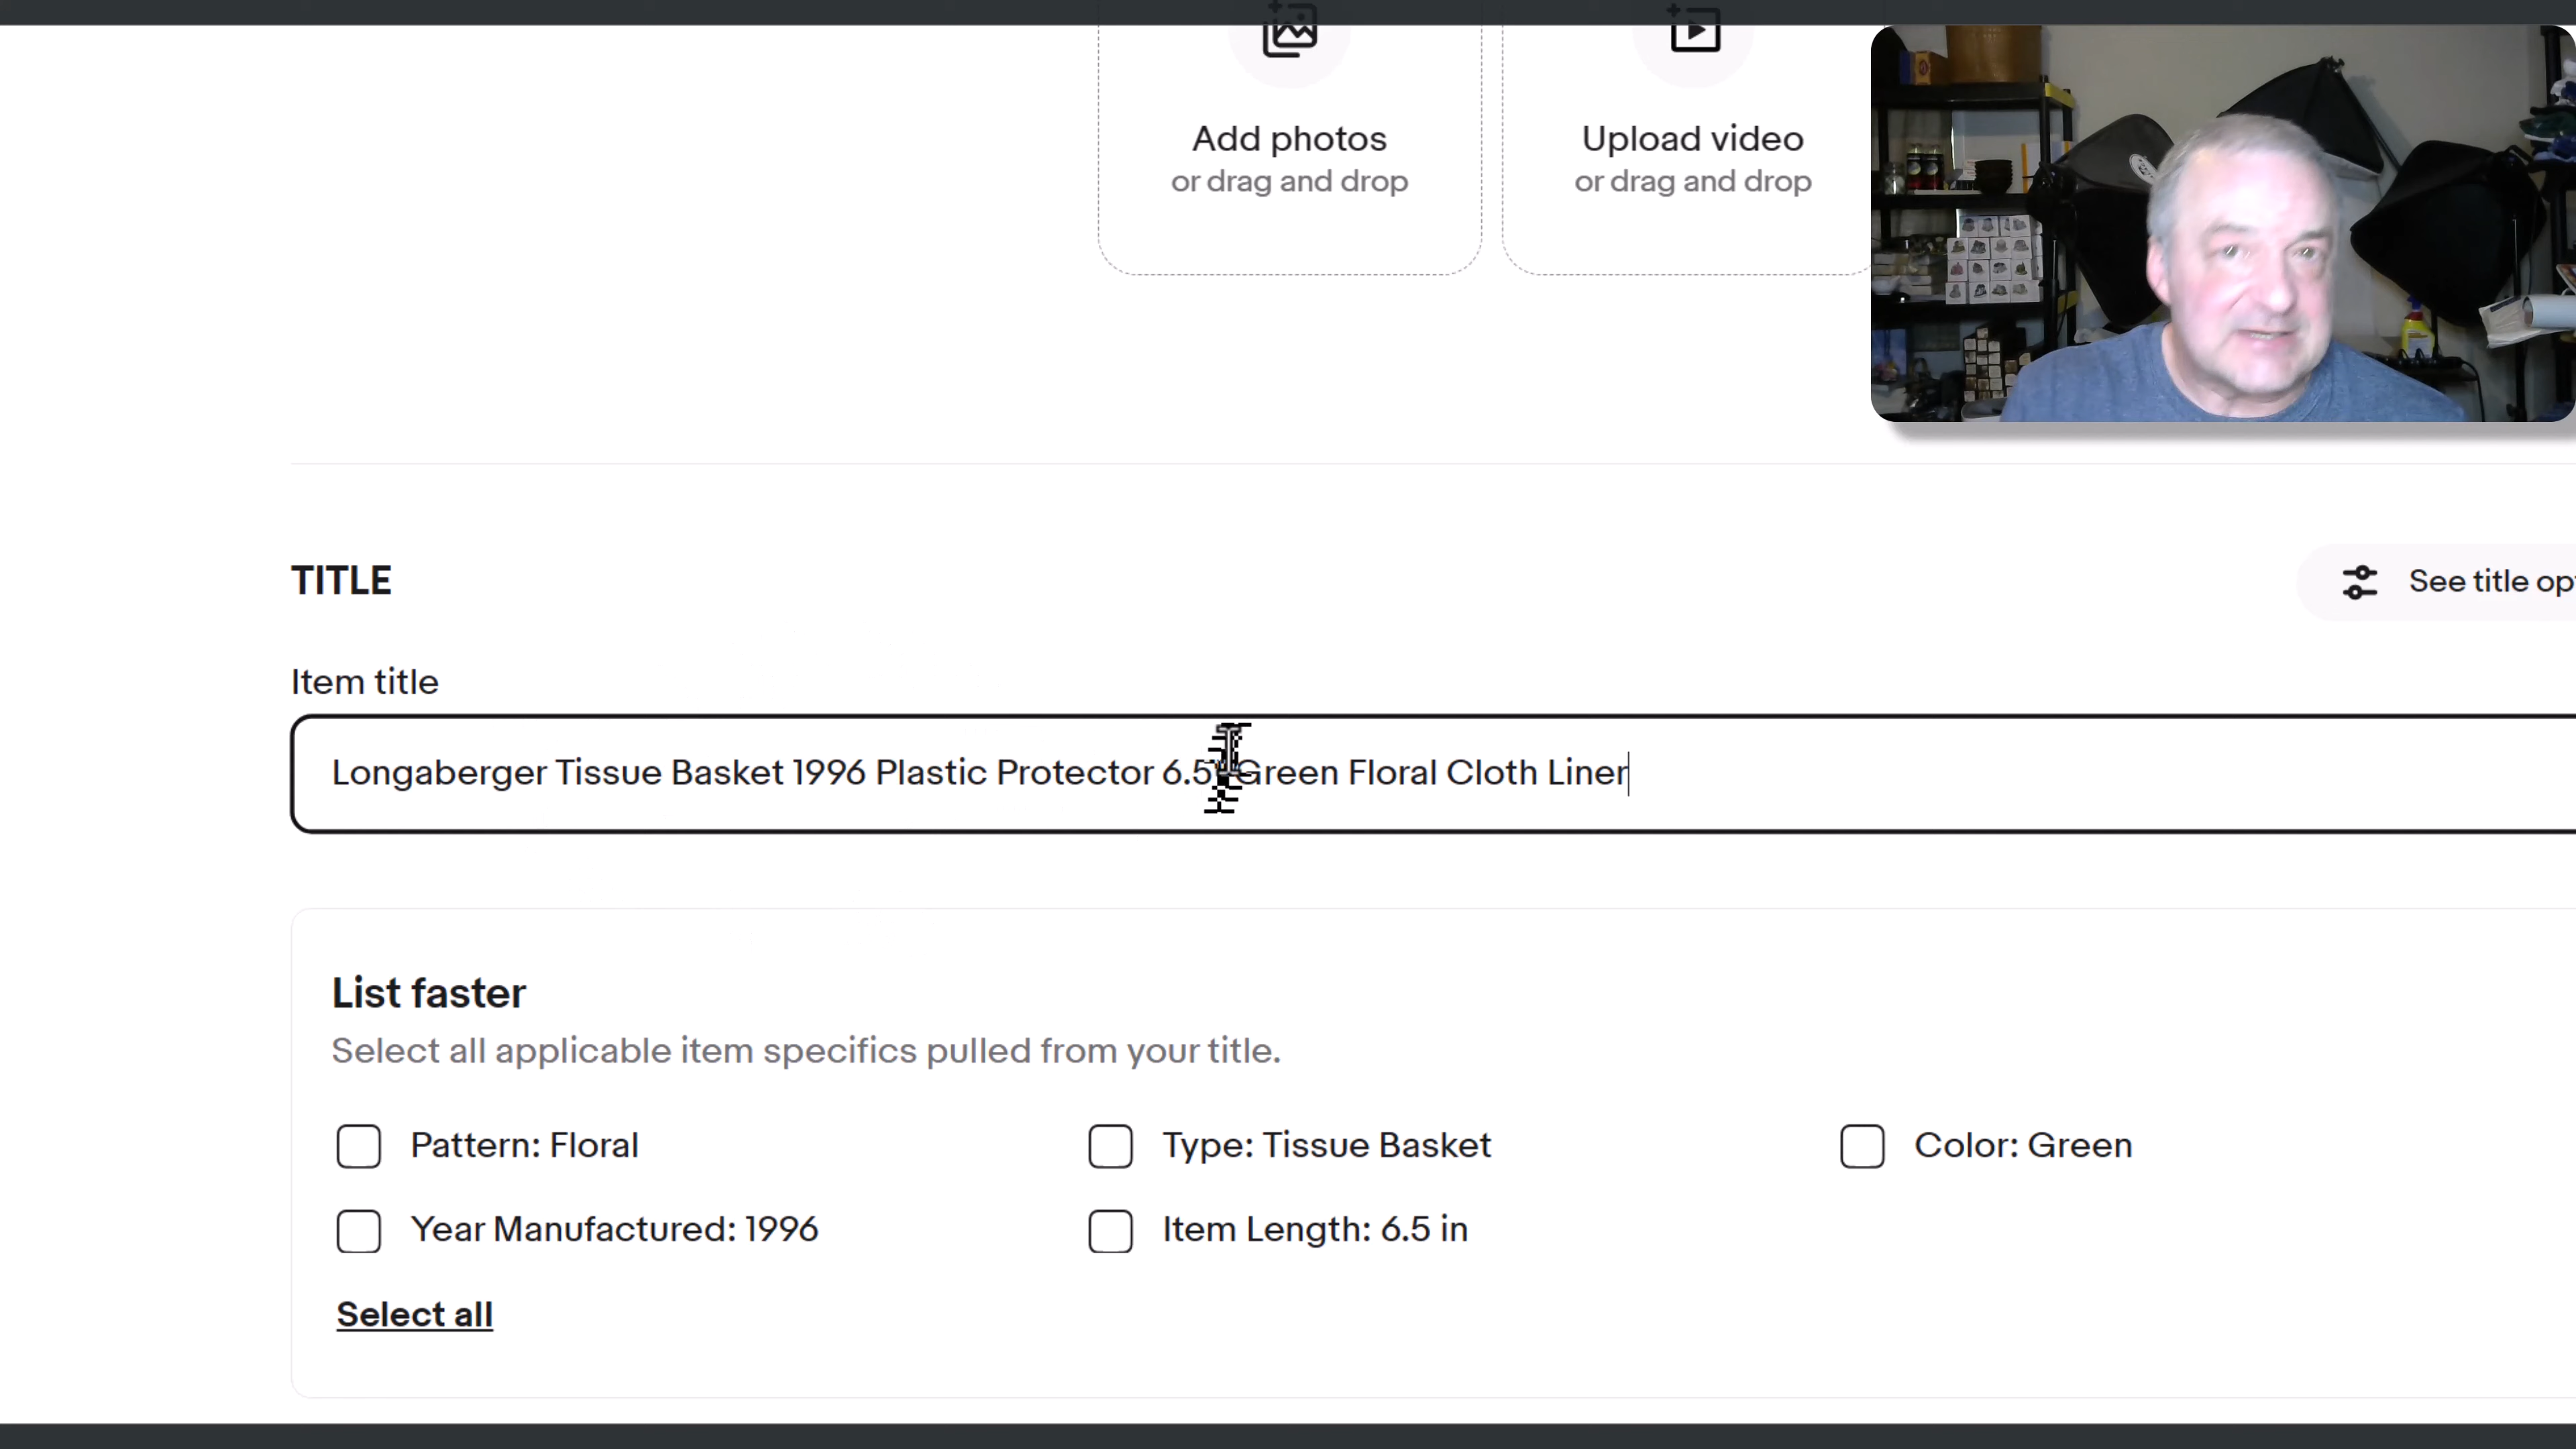 Add photos
or drag and drop
Upload video
or drag and drop
TITLE
See title
Item title
Longaberger Tissue Basket 1996 Plastic Protector 6.5" Green Floral Cloth Liner
List faster
Select all applicable item specifics pulled from your title.
Pattern: Floral
Type: Tissue Basket
Color: Green
Year Manufactured: 1996
Item Length: 6.5 in
Select all